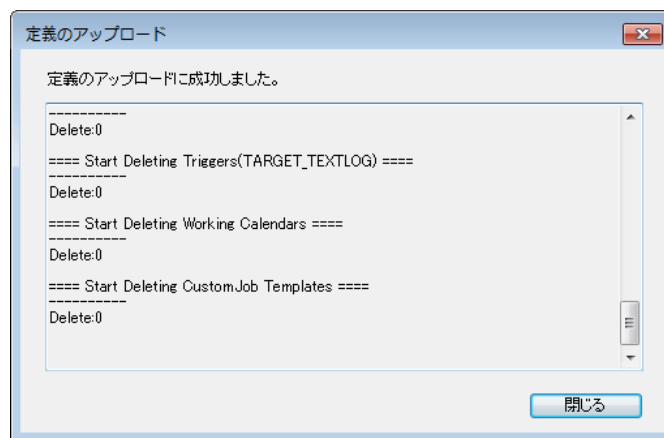 定義のアップロード
定義のアップロードに成功しました。
----------
Delete:0
==== Start Deleting Triggers(TARGET_TEXTLOG) ====
----------
Delete:0
==== Start Deleting Working Calendars ====
----------
Delete:0
==== Start Deleting CustomJob Templates ====
----------
Delete:0
閉じる